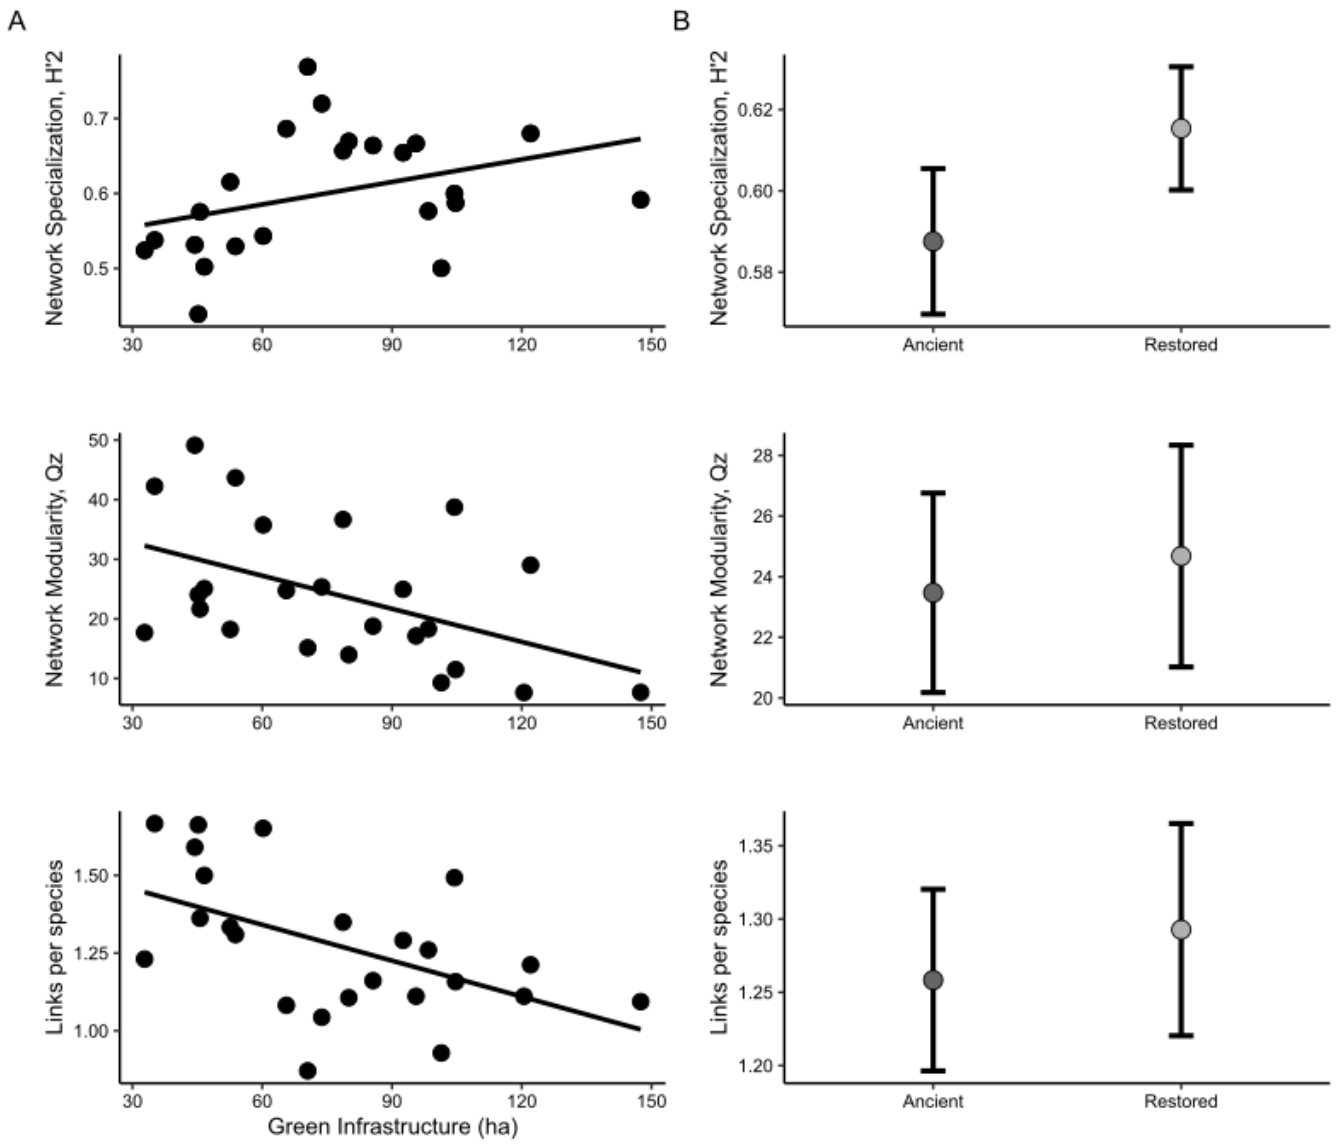 A
B
Network Specialization, H'2
0.7
0.6
0.5
30 60 90 120 150
Network Specialization, H'2
0.62
0.60
0.58
Ancient Restored
Network Modularity, Qz
50
40
30
20
10
30 60 90 120 150
Network Modularity, Qz
28
26
24
22
20
Ancient Restored
Links per species
1.50
1.25
1.00
30 60 90 120 150
Green Infrastructure (ha)
Links per species
1.35
1.30
1.25
1.20
Ancient Restored